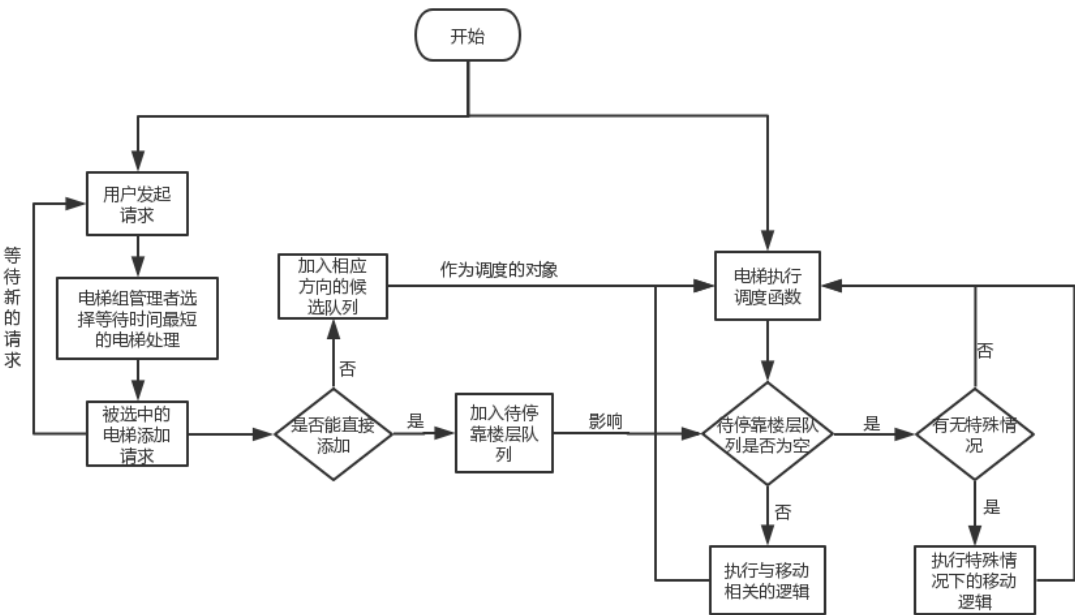 开始
用户发起
请求
等
待
新
的
请
求
电梯组管理者选
择等待时间最短
的电梯处理
被选中的
电梯添加
请求
加入相应
方向的候
选队列
否
是否能直接
添加
是
加入待停
靠楼层队
列
作为调度的对象
影响
电梯执行
调度函数
待停靠楼层队
列是否为空
是
否
执行与移动
相关的逻辑
有无特殊情
况
否
是
执行特殊情
况下的移动
逻辑